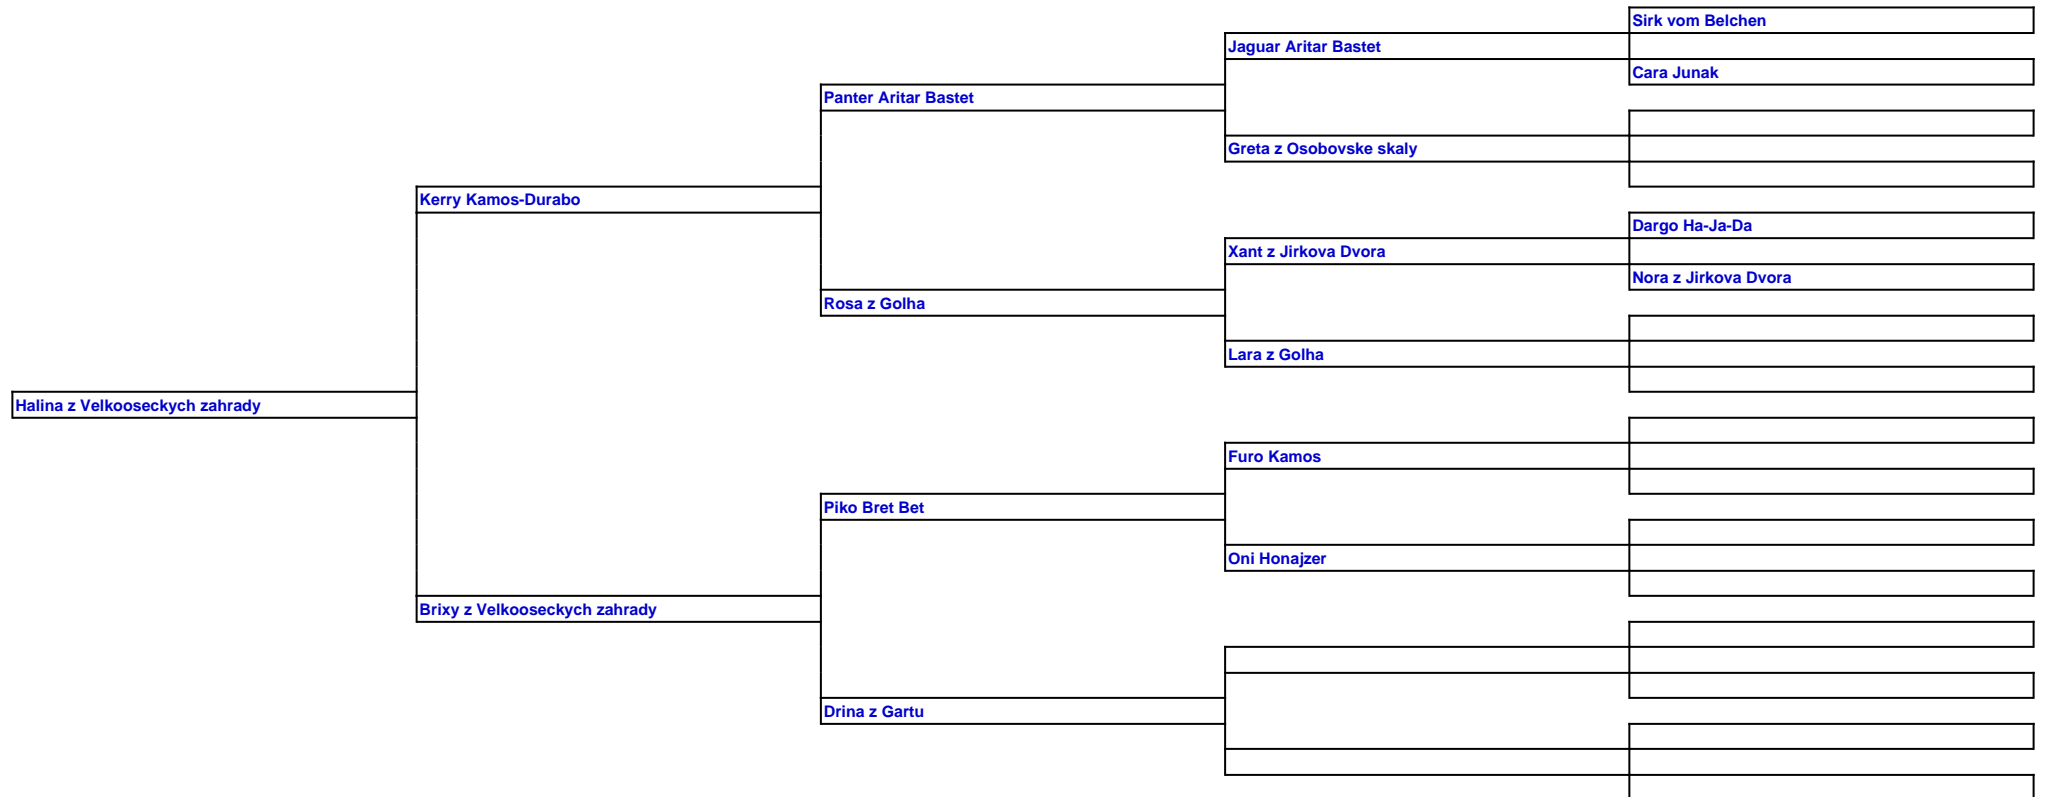 Sirk vom Belchen
Jaguar Aritar Bastet
Cara Junak
Panter Aritar Bastet
Greta z Osobovske skaly
Kerry Kamos-Durabo
Dargo Ha-Ja-Da
Xant z Jirkova Dvora
Nora z Jirkova Dvora
Rosa z Golha
Lara z Golha
Halina z Velkooseckych zahrady
Furo Kamos
Piko Bret Bet
Oni Honajzer
Brixy z Velkooseckych zahrady
Drina z Gartu